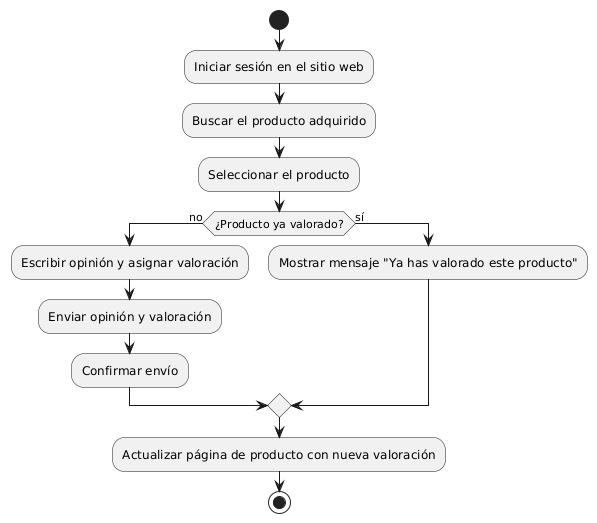 Iniciar sesión en el sitio web
Buscar el producto adquirido
Seleccionar el producto
no
¿Producto ya valorado?
sí
Escribir opinión y asignar valoración
Mostrar mensaje "Ya has valorado este producto"
Enviar opinión y valoración
Confirmar envío
Actualizar página de producto con nueva valoración